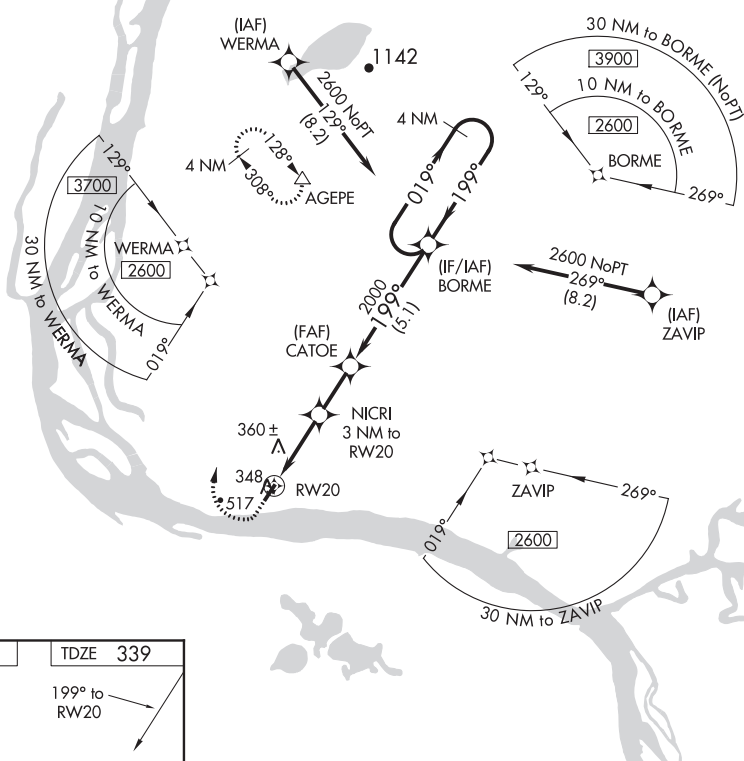 (IAF)
WERMA
1142
2600 NoPT
129°
(8.2)
4 NM
128°
308°
AGEPE
4 NM
019°
199°
30 NM to BORME (NoPT)
3900
10 NM to BORME
2600
129°
BORME
269°
129°
3700
10 NM to WERMA
WERMA
2600
30 NM to WERMA
019°
(IF/IAF)
BORME
2600 NoPT
269°
(8.2)
(IAF)
ZAVIP
2000
199°
(5.1)
(FAF)
CATOE
NICRI
3 NM to
RW20
360 ±
348
517
RW20
ZAVIP
269°
019°
2600
30 NM to ZAVIP
TDZE 339
199° to
RW20